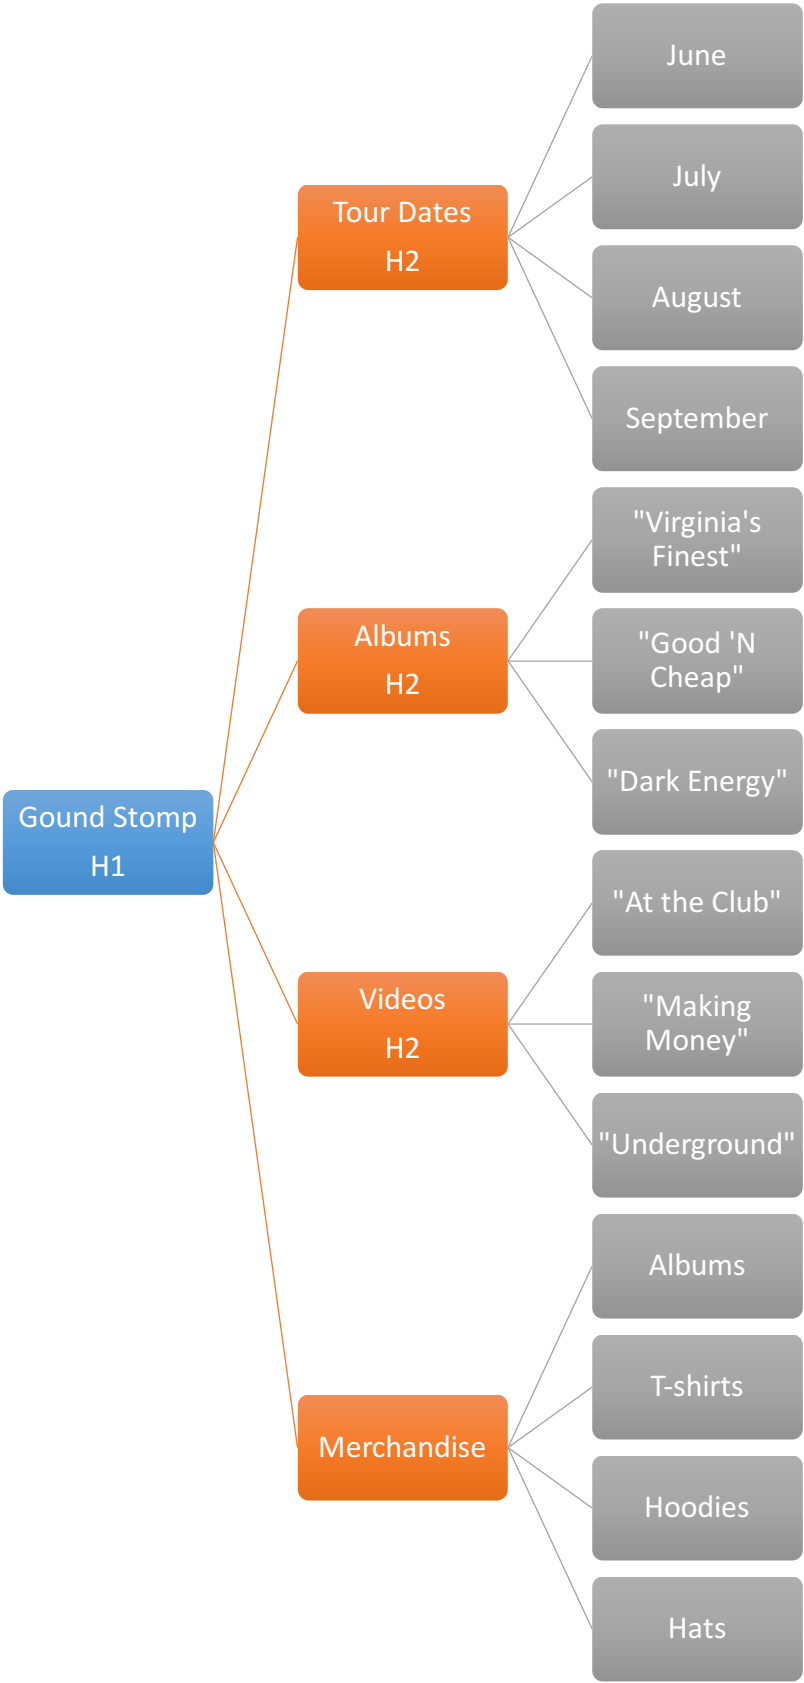 Gound Stomp
H1
Tour Dates
H2
June
July
August
September
Albums
H2
"Virginia's
Finest"
"Good 'N
Cheap"
"Dark Energy"
Videos
H2
"At the Club"
"Making
Money"
"Underground"
Merchandise
Albums
T-shirts
Hoodies
Hats